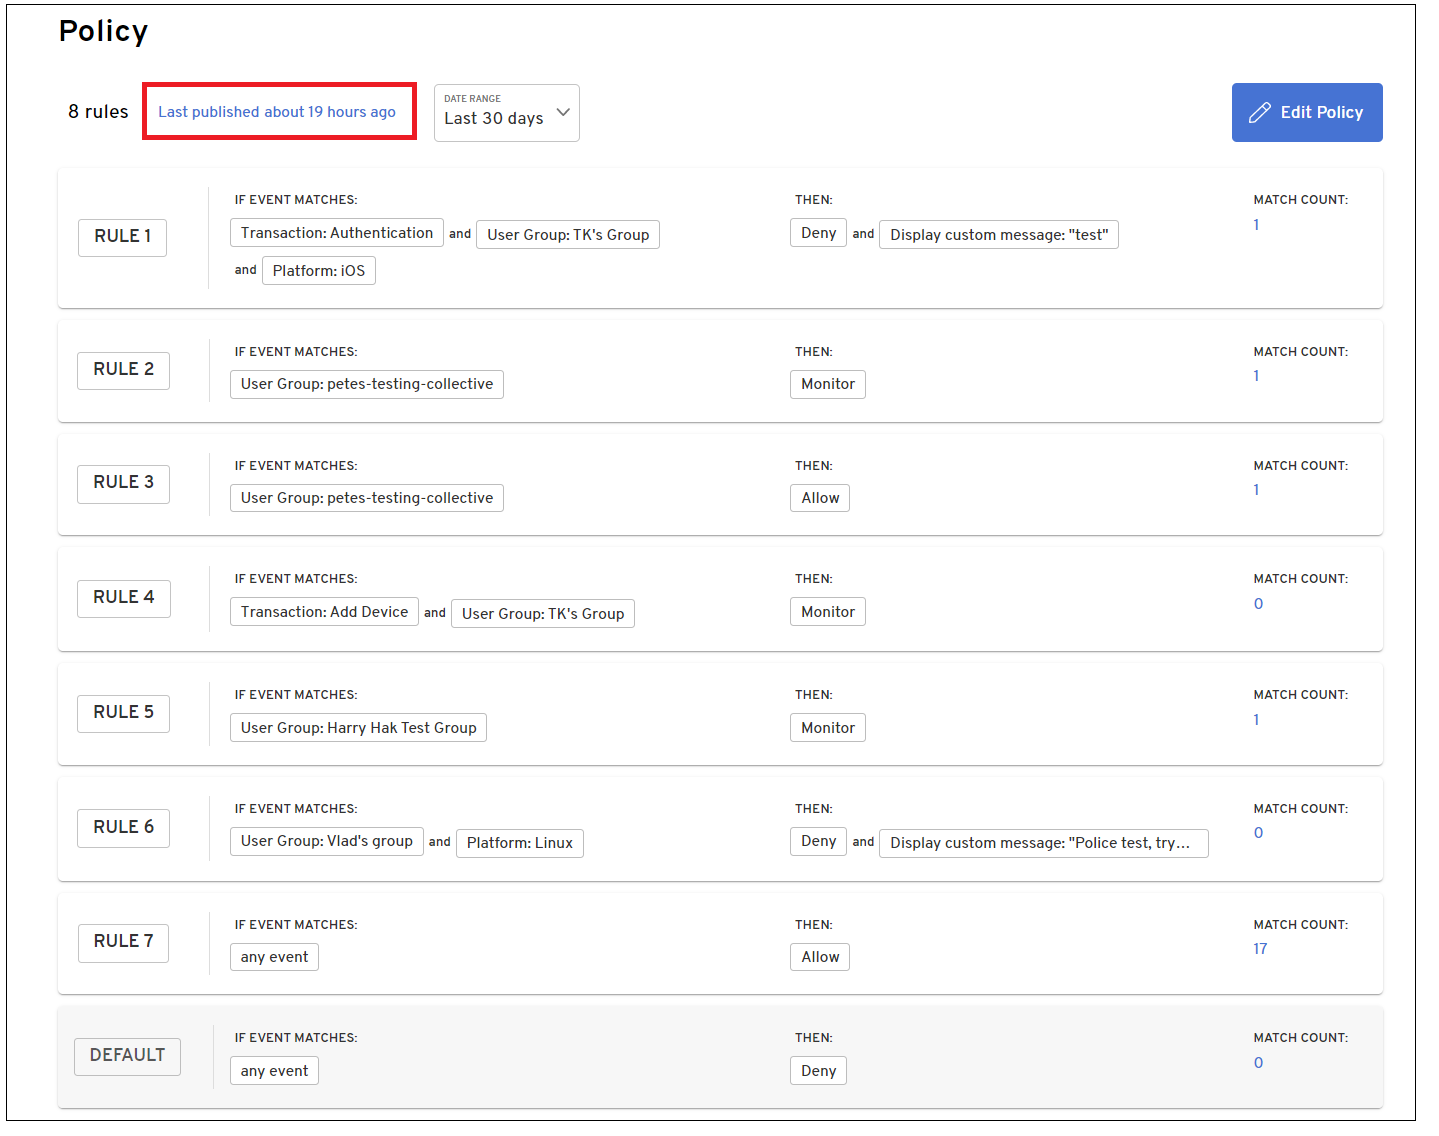 Policy
8 rules
Last published about 19 hours ago
DATE RANGE
Last 30 days
Edit Policy
RULE 1
IF EVENT MATCHES:
Transaction: Authentication and User Group: TK's Group
and Platform: iOS
THEN:
Deny and Display custom message: "test"
MATCH COUNT:
1
RULE 2
IF EVENT MATCHES:
User Group: petes-testing-collective
THEN:
Monitor
MATCH COUNT:
1
RULE 3
IF EVENT MATCHES:
User Group: petes-testing-collective
THEN:
Allow
MATCH COUNT:
1
RULE 4
IF EVENT MATCHES:
Transaction: Add Device and User Group: TK's Group
THEN:
Monitor
MATCH COUNT:
0
RULE 5
IF EVENT MATCHES:
User Group: Harry Hak Test Group
THEN:
Monitor
MATCH COUNT:
1
RULE 6
IF EVENT MATCHES:
User Group: Vlad's group and Platform: Linux
THEN:
Deny and Display custom message: "Police test, try...
MATCH COUNT:
0
RULE 7
IF EVENT MATCHES:
any event
THEN:
Allow
MATCH COUNT:
17
DEFAULT
IF EVENT MATCHES:
any event
THEN:
Deny
MATCH COUNT:
0